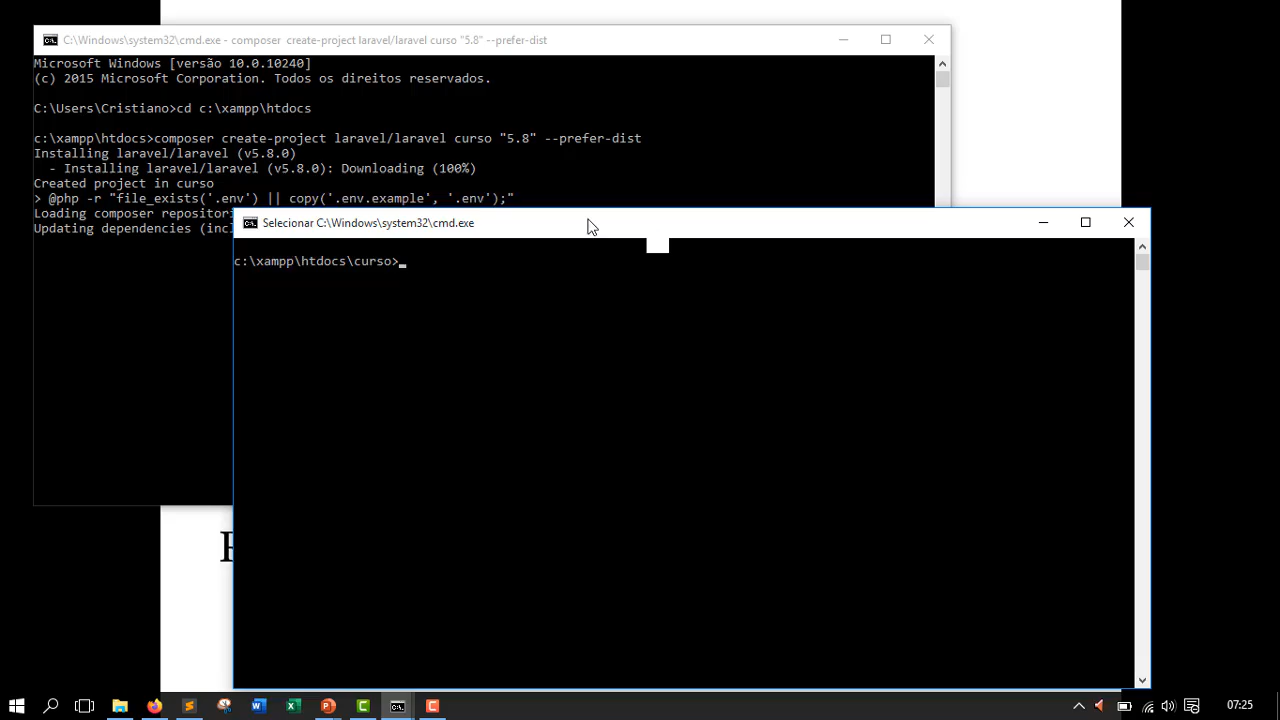 C:\Windows\system32\cmd.exe - composer  create-project laravel/laravel curso "5.8" --prefer-dist
Microsoft Windows [versão 10.0.10240]
(c) 2015 Microsoft Corporation. Todos os direitos reservados.
C:\Users\Cristiano>cd c:\xampp\htdocs
c:\xampp\htdocs>composer create-project laravel/laravel curso "5.8" --prefer-dist
Installing laravel/laravel (v5.8.0)
  - Installing laravel/laravel (v5.8.0): Downloading (100%)
Created project in curso
> @php -r "file_exists('.env') || copy('.env.example', '.env');"
Loading composer repositori
Updating dependencies (incl
Selecionar C:\Windows\system32\cmd.exe
c:\xampp\htdocs\curso>_
07:25